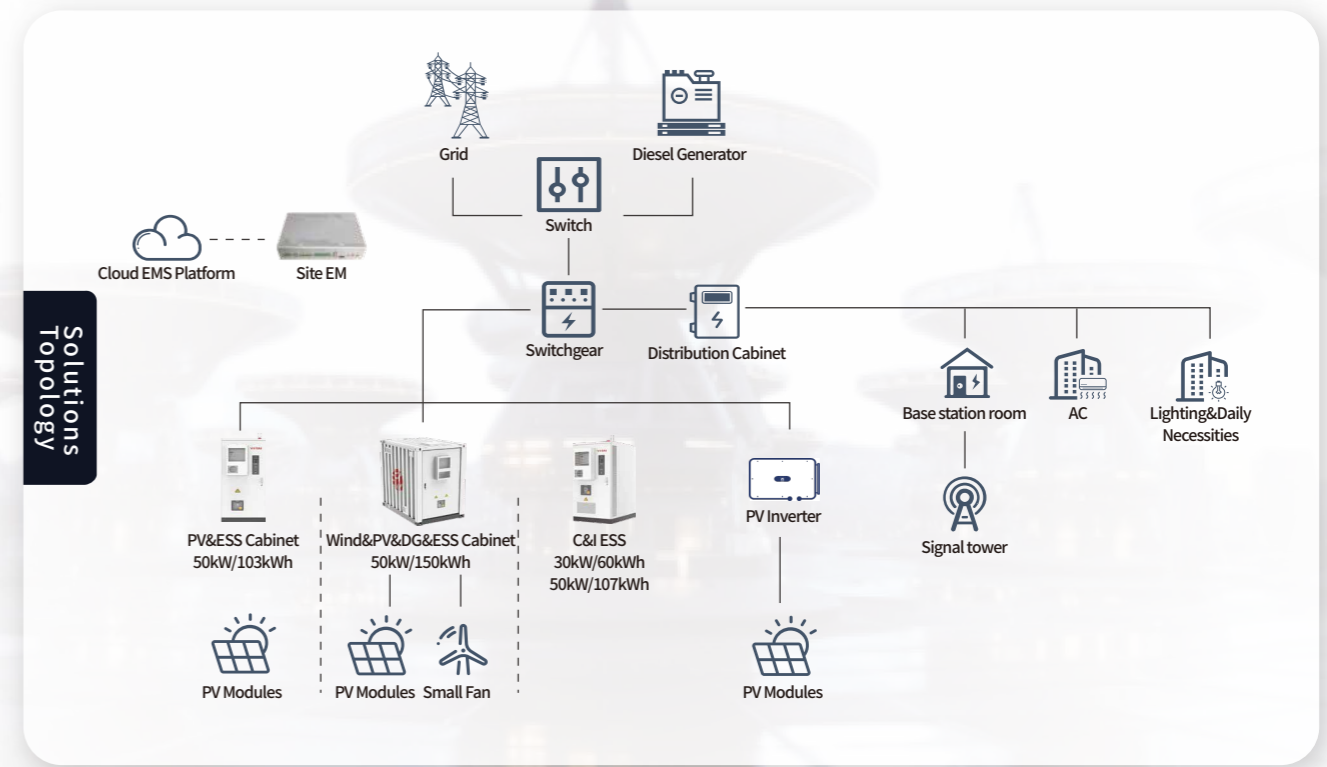 Grid
Diesel Generator
Switch
Cloud EMS Platform
Site EM
Solutions
Topology
Switchgear
Distribution Cabinet
Base station room
AC
Lighting&Daily
Necessities
PV&ESS Cabinet
50kW/103kWh
Wind&PV&DG&ESS Cabinet
50kW/150kWh
C&I ESS
30kW/60kWh
50kW/107kWh
PV Inverter
Signal tower
PV Modules
PV Modules
Small Fan
PV Modules